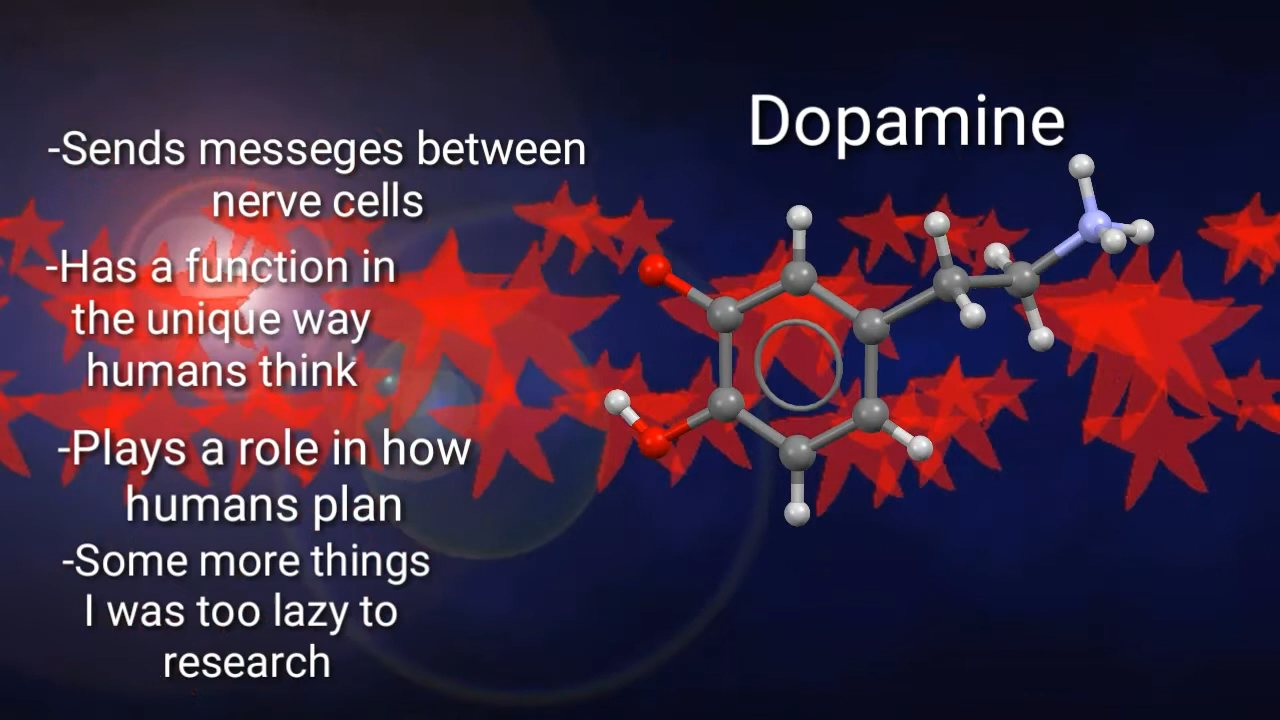 Dopamine
-Sends messeges between
nerve cells
-Has a function in
the unique way
humans think
-Plays a role in how
humans plan
-Some more things
I was too lazy to
research